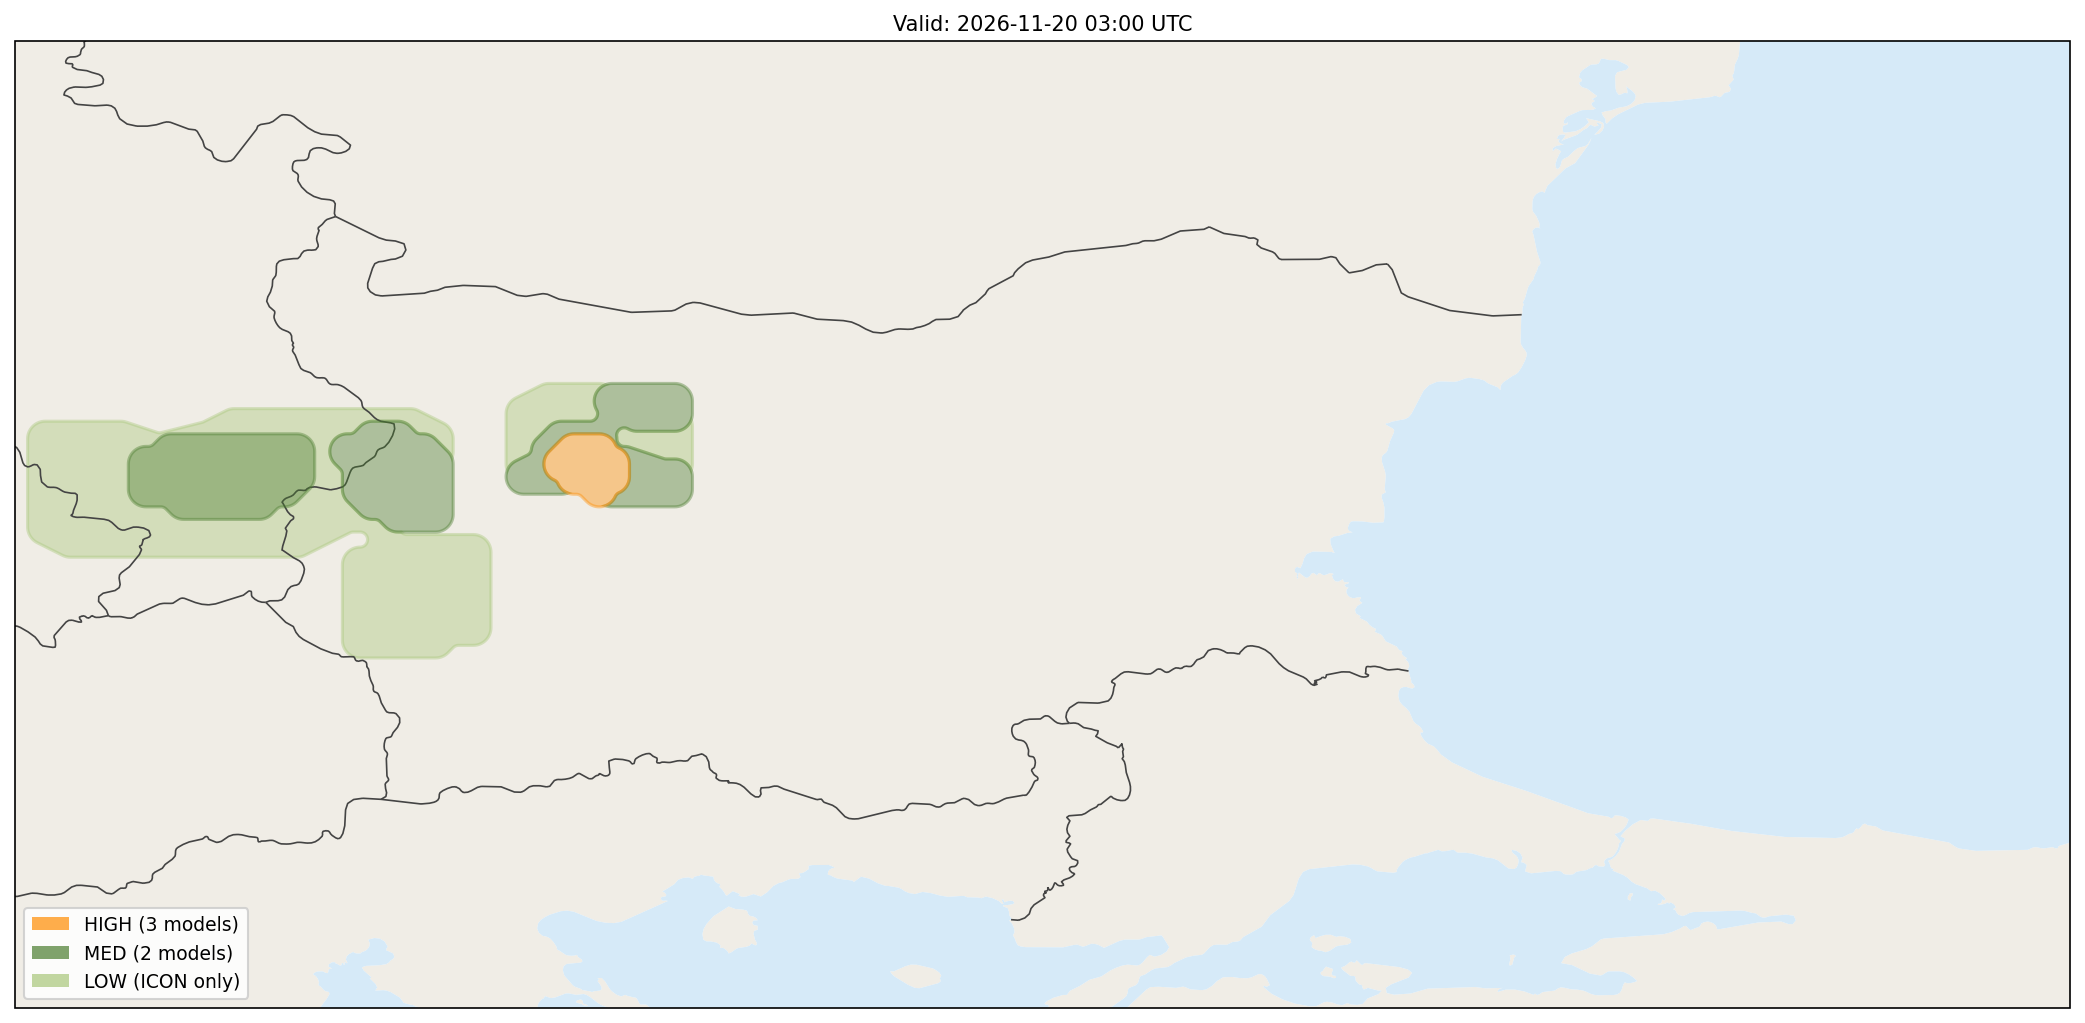 Valid: 2026-11-20 03:00 UTC
HIGH (3 models)
MED (2 models)
LOW (ICON only)